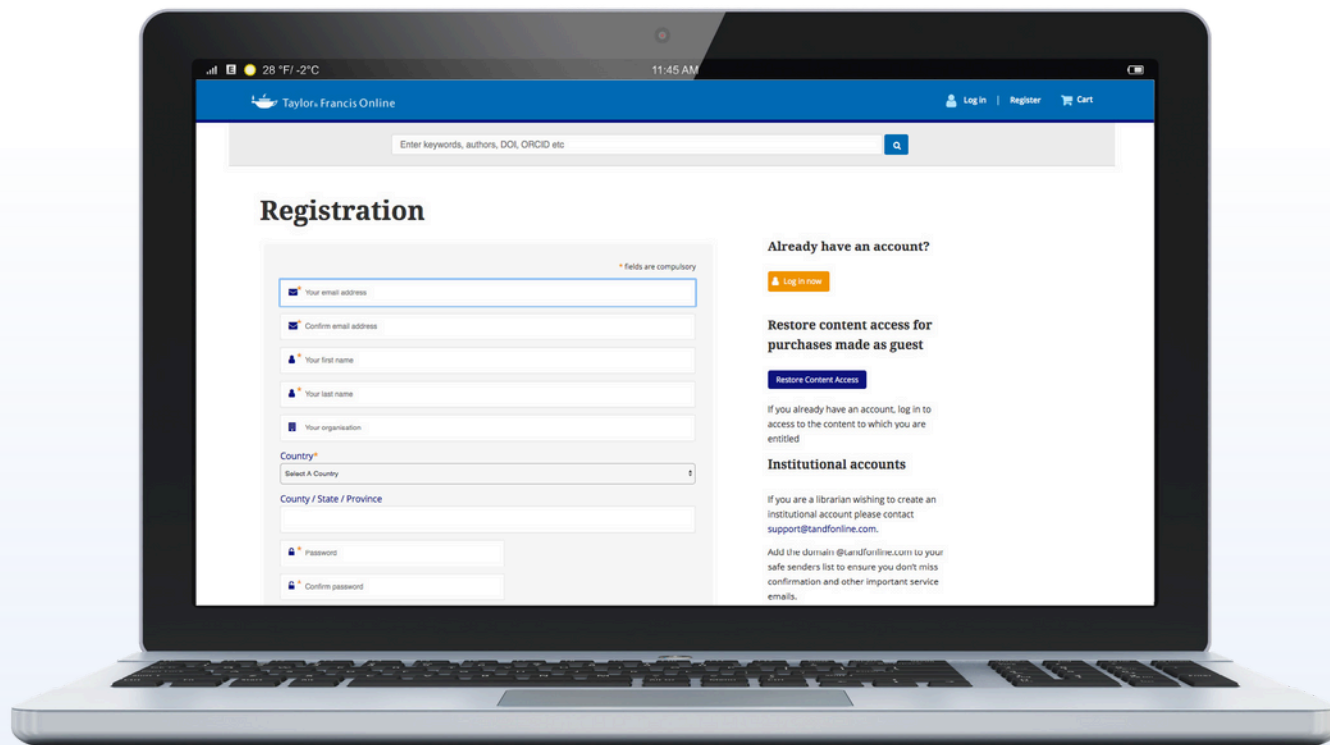 28 °F/ -2°C
11:45 AM
Taylor & Francis Online
Log in | Register Cart
Enter keywords, authors, DOI, ORCID etc
Registration
* fields are compulsory
* Your email address
* Confirm email address
* Your first name
* Your last name
Your organisation
Country*
Select A Country
County / State / Province
* Password
* Confirm password
Already have an account?
Log in now
Restore content access for
purchases made as guest
Restore Content Access
If you already have an account, log in to
access to the content to which you are
entitled
Institutional accounts
If you are a librarian wishing to create an
institutional account please contact
support@tandfonline.com.
Add the domain @tandfonline.com to your
safe senders list to ensure you don't miss
confirmation and other important service
emails.